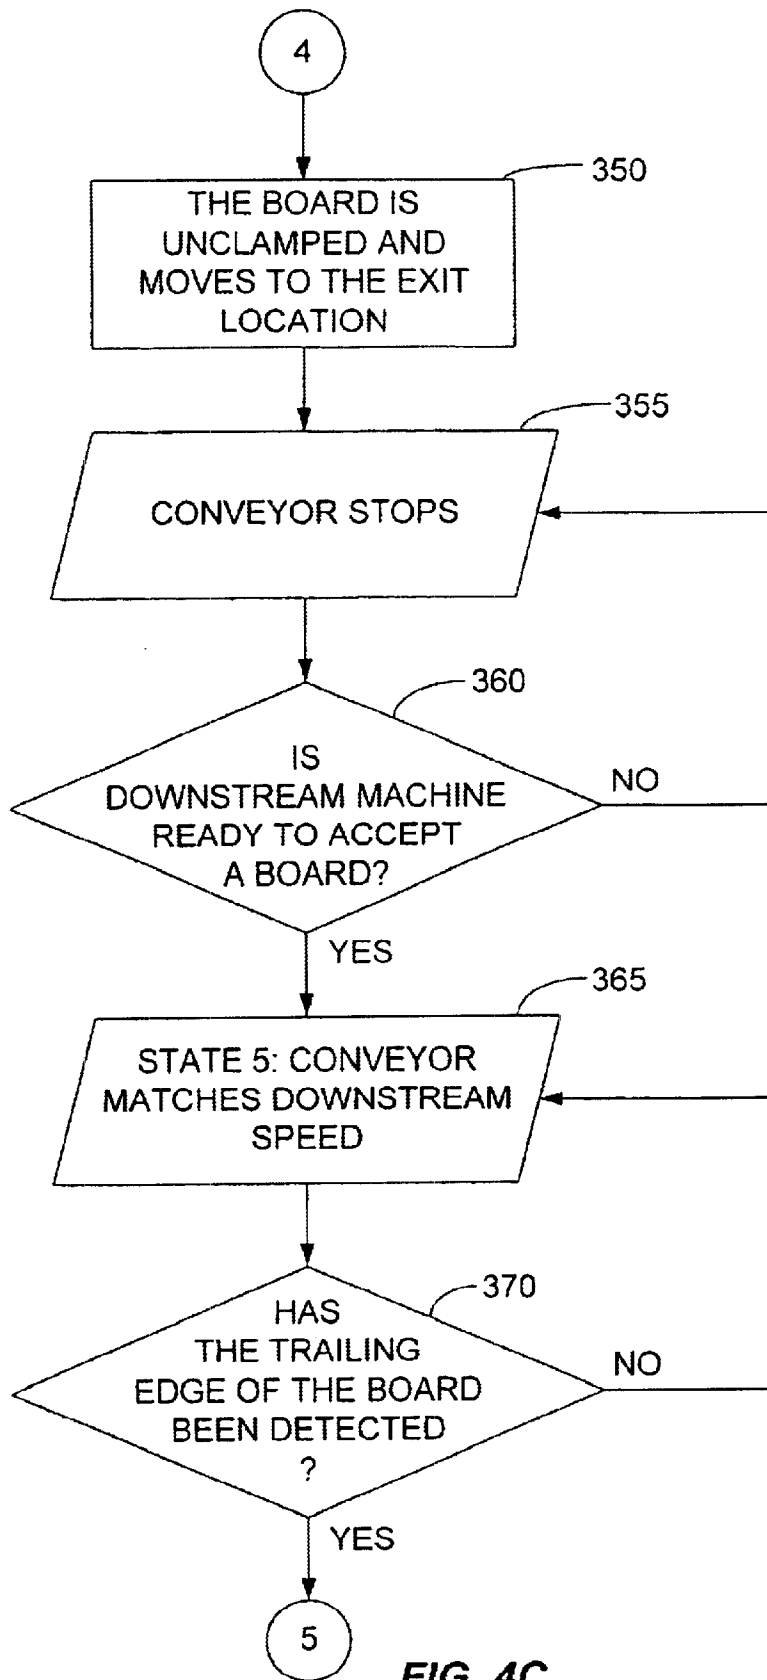 4
350
THE BOARD IS
UNCLAMPED AND
MOVES TO THE EXIT
LOCATION
355
CONVEYOR STOPS
360
IS
DOWNSTREAM MACHINE
READY TO ACCEPT
A BOARD?
NO
YES
365
STATE 5: CONVEYOR
MATCHES DOWNSTREAM
SPEED
370
HAS
THE TRAILING
EDGE OF THE BOARD
BEEN DETECTED
?
NO
YES
5
FIG. 4C